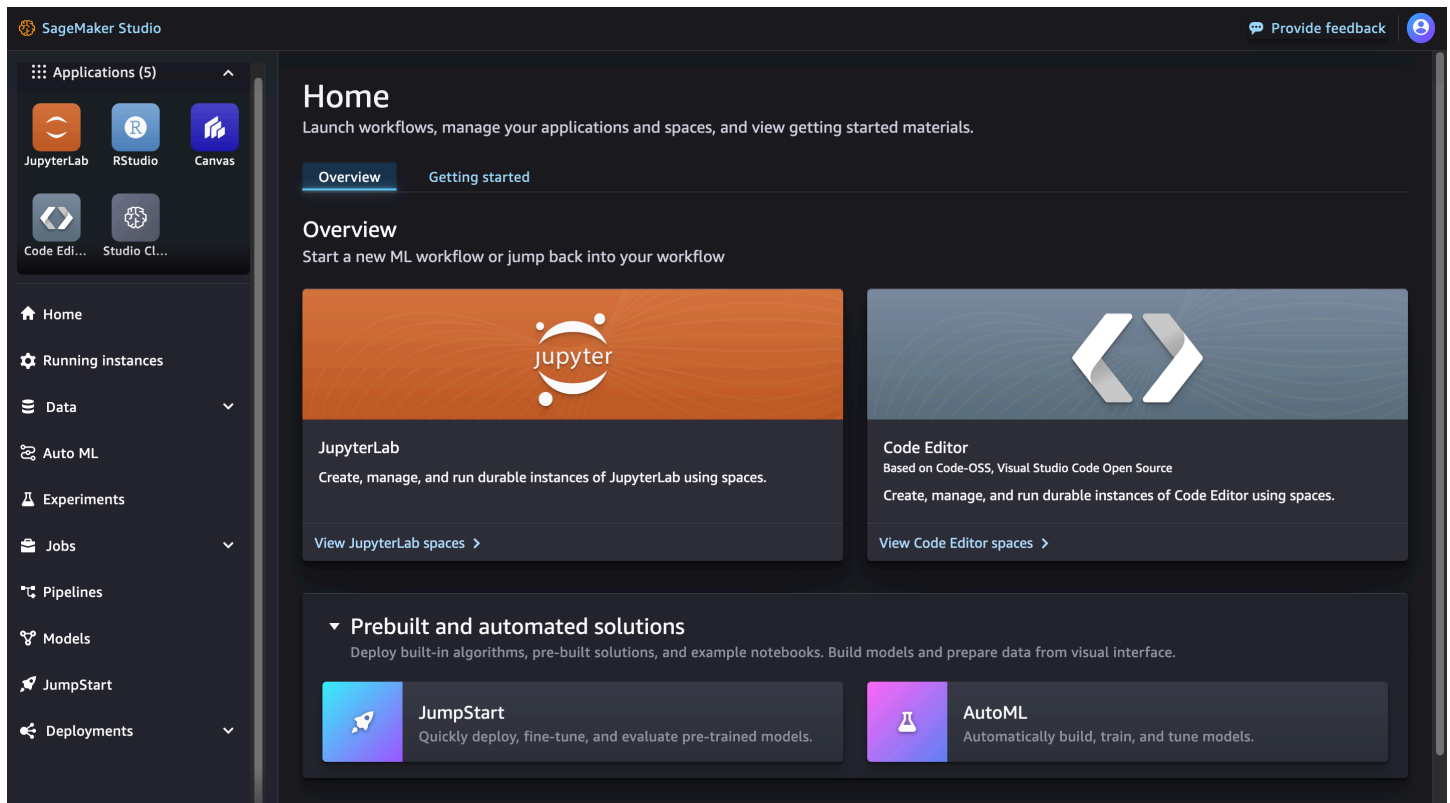 SageMaker Studio
Provide feedback
Applications (5)
JupyterLab
RStudio
Canvas
Code Edi...
Studio Cl...
Home
Running instances
Data
Auto ML
Experiments
Jobs
Pipelines
Models
JumpStart
Deployments
Home
Launch workflows, manage your applications and spaces, and view getting started materials.
Overview
Getting started
Overview
Start a new ML workflow or jump back into your workflow
jupyter
JupyterLab
Create, manage, and run durable instances of JupyterLab using spaces.
View JupyterLab spaces
Code Editor
Based on Code-OSS, Visual Studio Code Open Source
Create, manage, and run durable instances of Code Editor using spaces.
View Code Editor spaces
Prebuilt and automated solutions
Deploy built-in algorithms, pre-built solutions, and example notebooks. Build models and prepare data from visual interface.
JumpStart
Quickly deploy, fine-tune, and evaluate pre-trained models.
AutoML
Automatically build, train, and tune models.